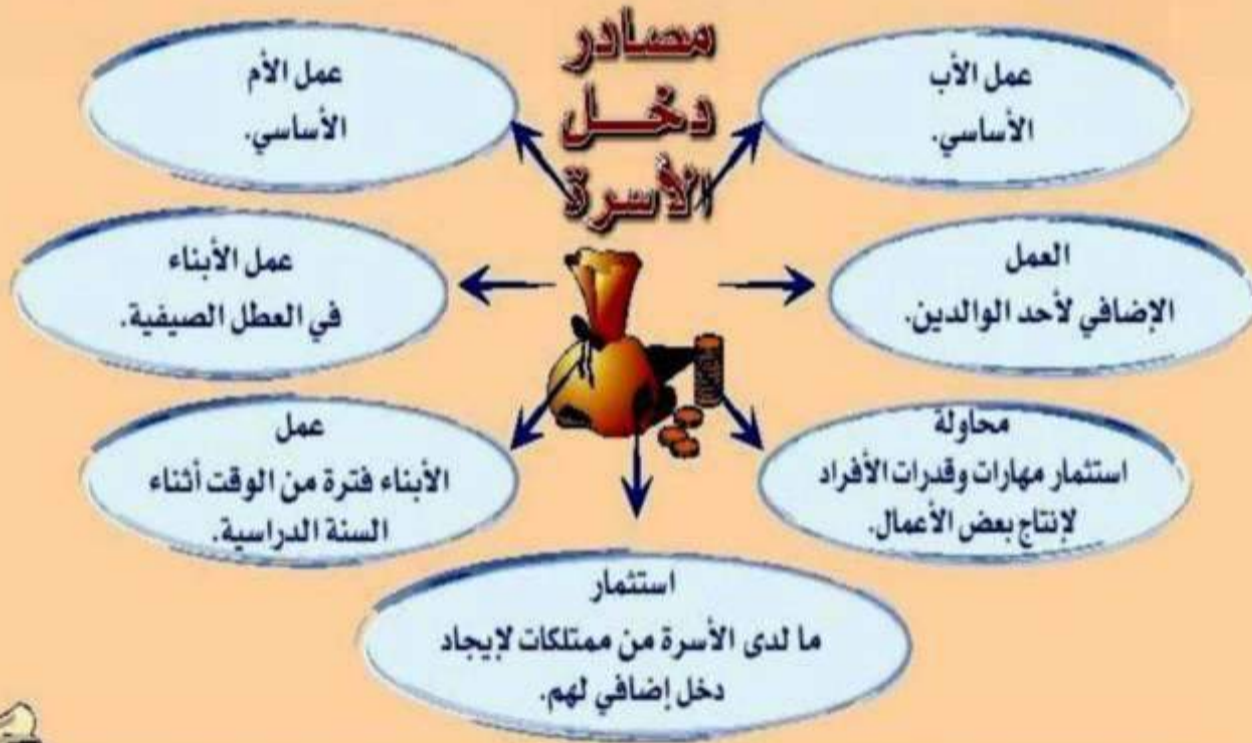 مصادر
دخل
الأسرة
عمل الأب
الأساسي.
عمل الأم
الأساسي.
العمل
الإضافي لأحد الوالدين.
عمل الأبناء
في العطل الصيفية.
محاولة
استثمار مهارات وقدرات الأفراد
لإنتاج بعض الأعمال.
عمل
الأبناء فترة من الوقت أثناء
السنة الدراسية.
استثمار
ما لدى الأسرة من ممتلكات لإيجاد
دخل إضافي لهم.